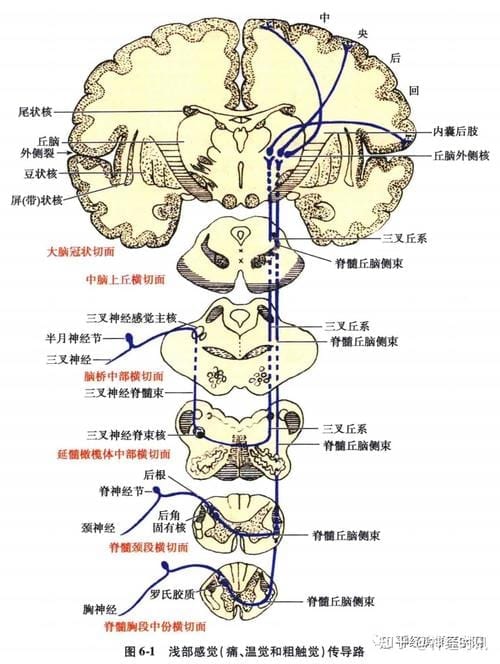 中
央
后
回
尾状核
丘脑
外侧裂
豆状核
屏(带)状核
内囊后肢
丘脑外侧核
大脑冠状切面
三叉丘系
脊髓丘脑侧束
中脑上丘横切面
三叉神经感觉主核
半月神经节
三叉神经
三叉丘系
脊髓丘脑侧束
脑桥中部横切面
三叉神经脊髓束
三叉神经脊束核
三叉丘系
脊髓丘脑侧束
延髓橄榄体中部横切面
后根
脊神经节
后角
固有核
颈神经
脊髓丘脑侧束
脊髓颈段横切面
罗氏胶质
胸神经
脊髓丘脑侧束
脊髓胸段中份横切面
图 6-1 浅部感觉(痛、温觉和粗触觉)传导路